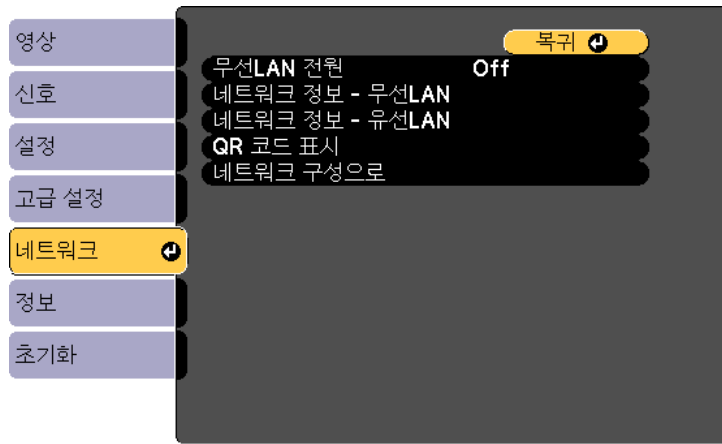 영상
신호
설정
고급 설정
네트워크
정보
초기화
복귀
무선LAN 전원 Off
네트워크 정보 - 무선LAN
네트워크 정보 - 유선LAN
QR 코드 표시
네트워크 구성으로